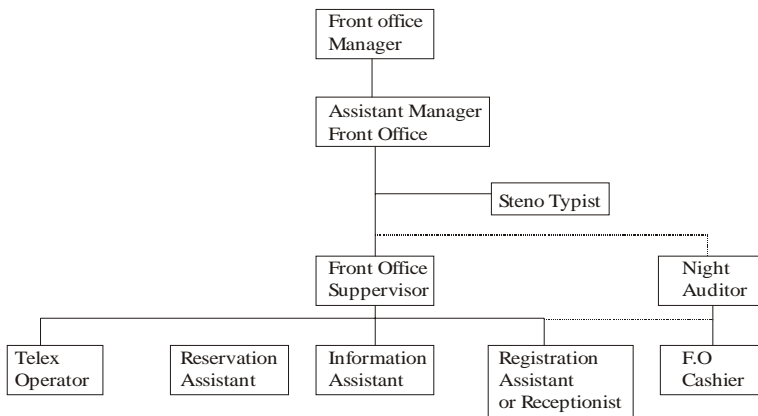 Front office
Manager
Assistant Manager
Front Office
Steno Typist
Front Office
Suppervisor
Night
Auditor
Telex
Operator
Reservation
Assistant
Information
Assistant
Registration
Assistant
or Receptionist
F.O
Cashier